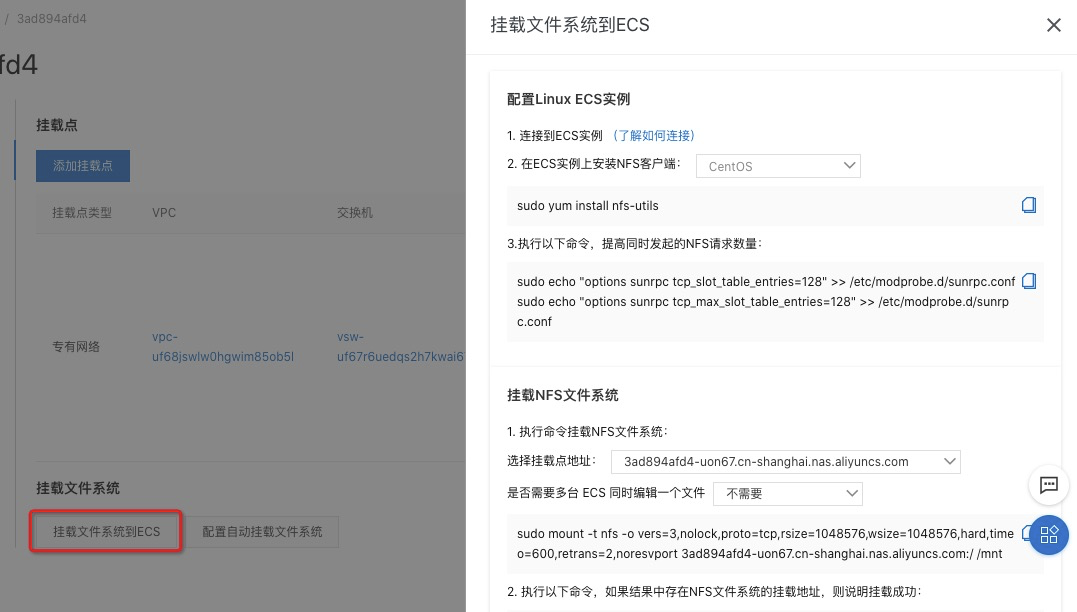 / 3ad894afd4
fd4
挂载点
添加挂载点
挂载点类型 VPC 交换机
专有网络
vpc-
uf68jswlw0hgwim85ob5l
vsw-
uf67r6uedqs2h7kwai67
挂载文件系统
挂载文件系统到ECS 配置自动挂载文件系统
挂载文件系统到ECS
配置Linux ECS实例
1. 连接到ECS实例 （了解如何连接）
2. 在ECS实例上安装NFS客户端： CentOS
sudo yum install nfs-utils
3.执行以下命令，提高同时发起的NFS请求数量：
sudo echo "options sunrpc tcp_slot_table_entries=128" >> /etc/modprobe.d/sunrpc.conf
sudo echo "options sunrpc tcp_max_slot_table_entries=128" >> /etc/modprobe.d/sunrp
c.conf
挂载NFS文件系统
1. 执行命令挂载NFS文件系统：
选择挂载点地址： 3ad894afd4-uon67.cn-shanghai.nas.aliyuncs.com
是否需要多台 ECS 同时编辑一个文件 不需要
sudo mount -t nfs -o vers=3,nolock,proto=tcp,rsize=1048576,wsize=1048576,hard,time
o=600,retrans=2,noresvport 3ad894afd4-uon67.cn-shanghai.nas.aliyuncs.com:/ /mnt
2. 执行以下命令，如果结果中存在NFS文件系统的挂载地址，则说明挂载成功：